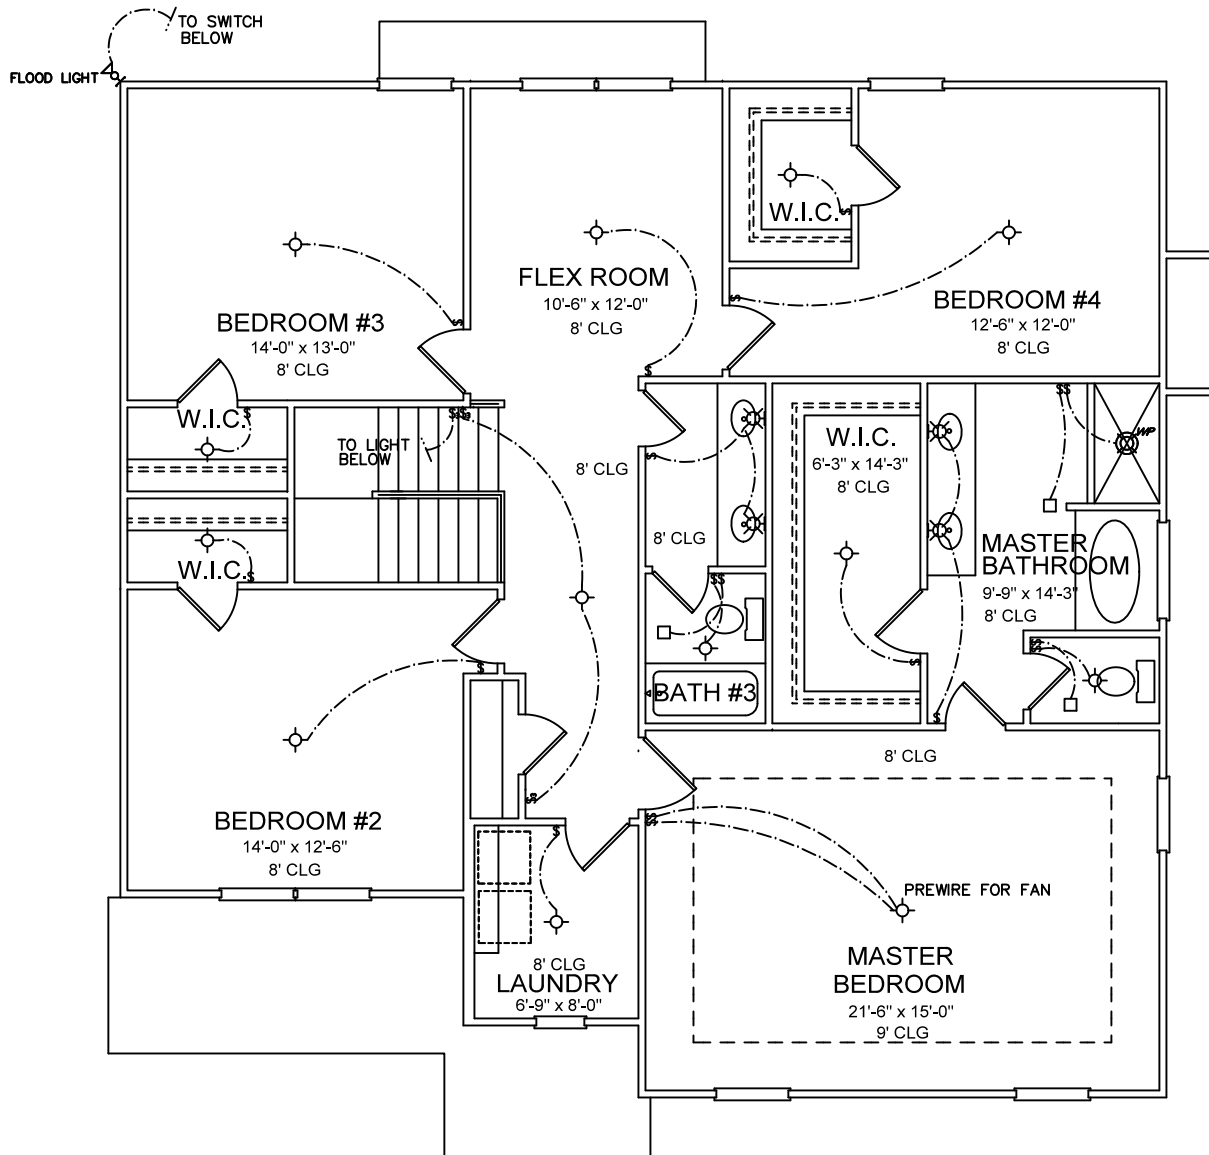 TO SWITCH
BELOW
FLOOD LIGHT
W.I.C.
FLEX ROOM
10'-6" x 12'-0"
8' CLG
BEDROOM #4
12'-6" x 12'-0"
8' CLG
BEDROOM #3
14'-0" x 13'-0"
8' CLG
W.I.C.
TO LIGHT
BELOW
8' CLG
W.I.C.
6'-3" x 14'-3"
8' CLG
WP
8' CLG
W.I.C.
MASTER
BATHROOM
9'-9" x 14'-3"
8' CLG
BATH #3
8' CLG
BEDROOM #2
14'-0" x 12'-6"
8' CLG
PREWIRE FOR FAN
8' CLG
LAUNDRY
6'-9" x 8'-0"
MASTER
BEDROOM
21'-6" x 15'-0"
9' CLG